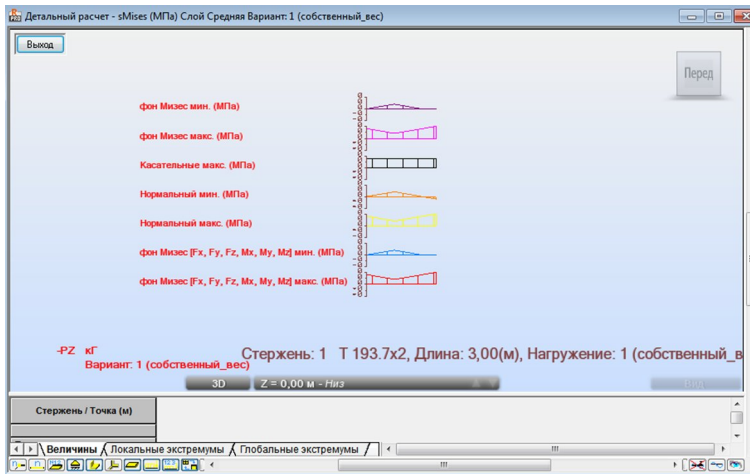 Детальный расчет - sMises (МПа) Слой Средняя Вариант: 1 (собственный_вес)
Выход
Перед
фон Мизес мин. (МПа)
фон Мизес макс. (МПа)
Касательные макс. (МПа)
Нормальный мин. (МПа)
Нормальный макс. (МПа)
фон Мизес [Fx, Fy, Fz, Mx, My, Mz] мин. (МПа)
фон Мизес [Fx, Fy, Fz, Mx, My, Mz] макс. (МПа)
-PZ кГ
Вариант: 1 (собственный_вес)
Стержень: 1 Т 193.7x2, Длина: 3,00(м), Нагружение: 1 (собственный_в
3D Z = 0,00 м - Низ Вид
Стержень / Точка (м)
Величины Локальные экстремумы Глобальные экстремумы